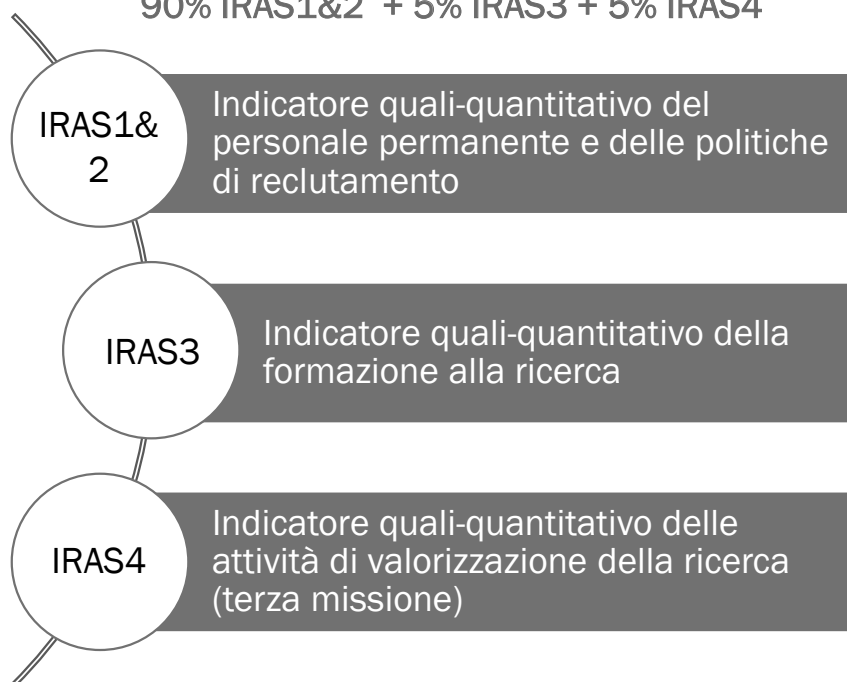 90% IRAS1&2 + 5% IRAS3 + 5% IRAS4
IRAS1&
2
Indicatore quali-quantitativo del
personale permanente e delle politiche
di reclutamento
IRAS3
Indicatore quali-quantitativo della
formazione alla ricerca
IRAS4
Indicatore quali-quantitativo delle
attività di valorizzazione della ricerca
(terza missione)